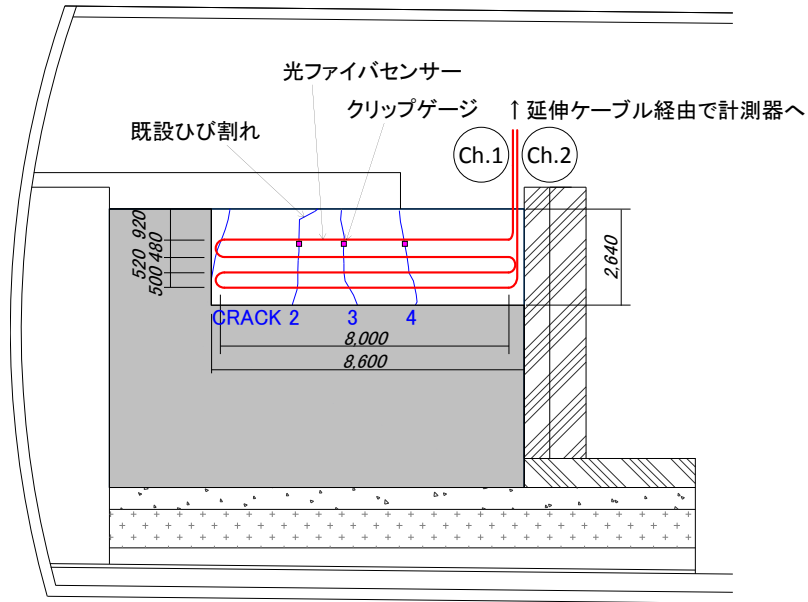 光ファイバセンサー
クリップゲージ
↑延伸ケーブル経由で計測器へ
既設ひび割れ
Ch.1
Ch.2
920
480
520
500
2,640
CRACK 2
3
4
8,000
8,600